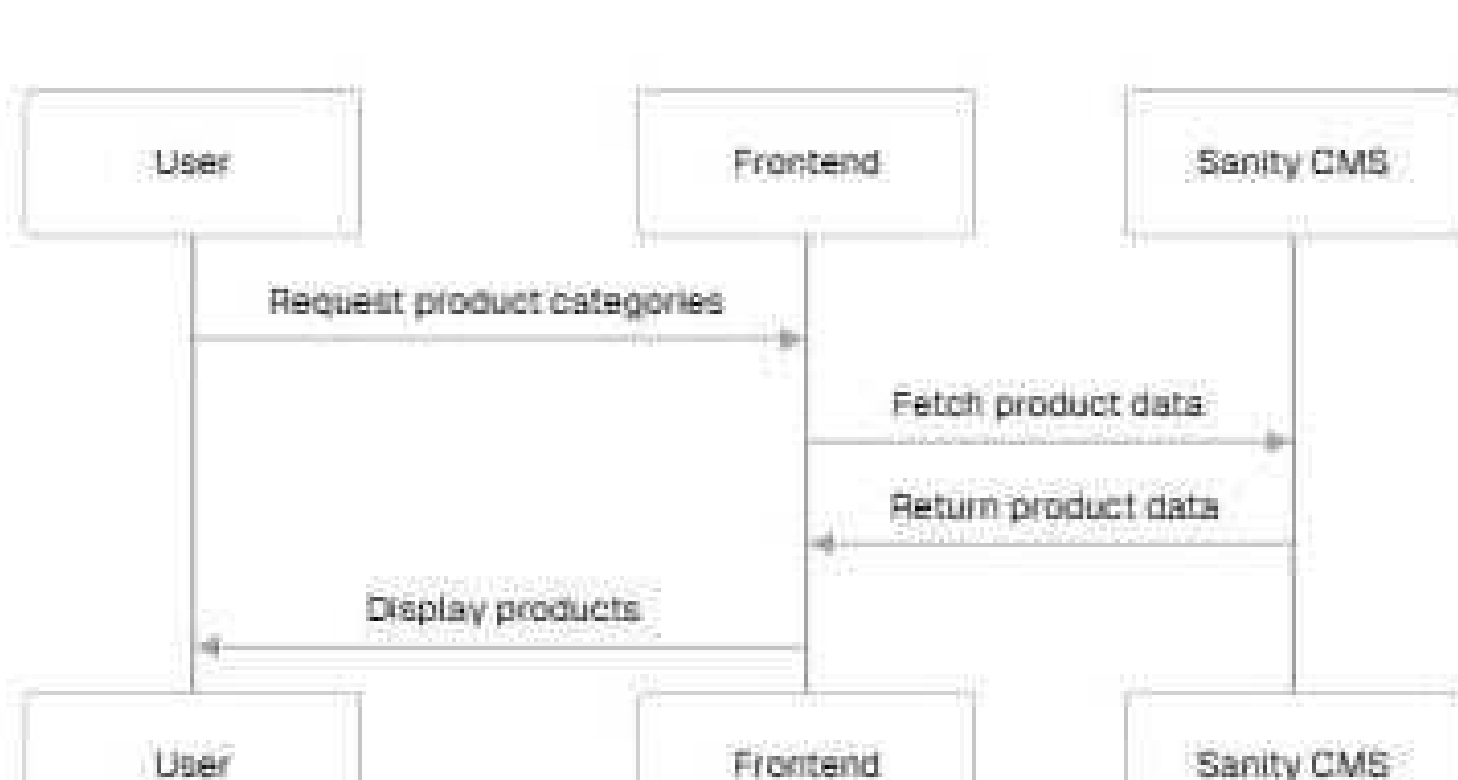 User
Frontend
Sanity CMS
Request product categories
Fetch product data
Return product data
Display products
User
Frontend
Sanity CMS